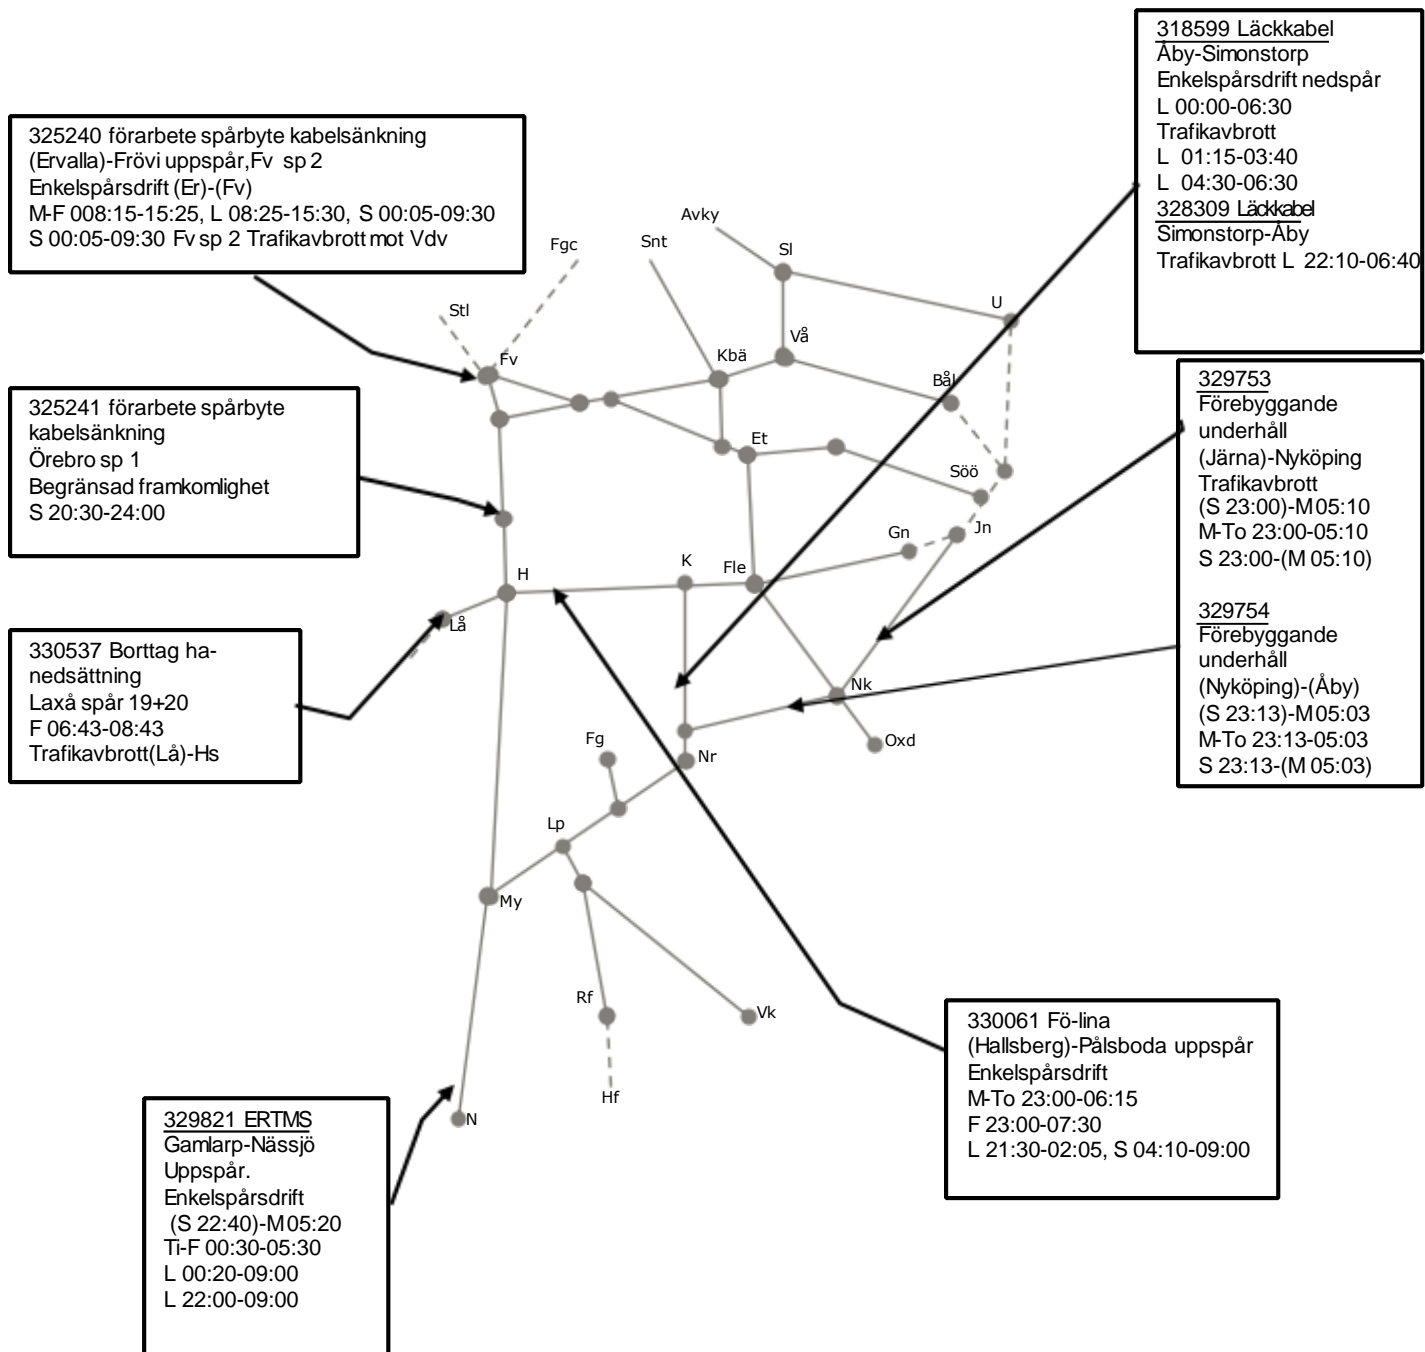 318599 Läckkabel
Åby-Simonstorp
Enkelspårsdrift nedspår
L 00:00-06:30
Trafikavbrott
L 01:15-03:40
L 04:30-06:30
328309 Läckkabel
Simonstorp-Åby
Trafikavbrott L 22:10-06:40
325240 förarbete spårbyte kabelsänkning
(Ervalla)-Frövi uppspår,Fv sp 2
Enkelspårsdrift (Er)-(Fv)
M-F 008:15-15:25, L 08:25-15:30, S 00:05-09:30
S 00:05-09:30 Fv sp 2 Trafikavbrott mot Vdv
Avky
Snt
Fgc
Sl
U
Stl
Vå
Kbä
Fv
Bål
325241 förarbete spårbyte
kabelsänkning
Örebro sp 1
Begränsad framkomlighet
S 20:30-24:00
329753
Förebyggande
underhåll
(Järna)-Nyköping
Trafikavbrott
(S 23:00)-M 05:10
M-To 23:00-05:10
S 23:00-(M 05:10)
329754
Förebyggande
underhåll
(Nyköping)-(Åby)
(S 23:13)-M 05:03
M-To 23:13-05:03
S 23:13-(M 05:03)
Et
Söö
Jn
Gn
H
K
Fle
Lå
330537 Borttag ha-
nedsättning
Laxå spår 19+20
F 06:43-08:43
Trafikavbrott(Lå)-Hs
Nk
Oxd
Fg
Nr
Lp
My
Rf
Vk
Hf
N
330061 Fö-lina
(Hallsberg)-Pålsboda uppspår
Enkelspårsdrift
M-To 23:00-06:15
F 23:00-07:30
L 21:30-02:05, S 04:10-09:00
329821 ERTMS
Gamlarp-Nässjö
Uppspår.
Enkelspårsdrift
(S 22:40)-M 05:20
Ti-F 00:30-05:30
L 00:20-09:00
L 22:00-09:00